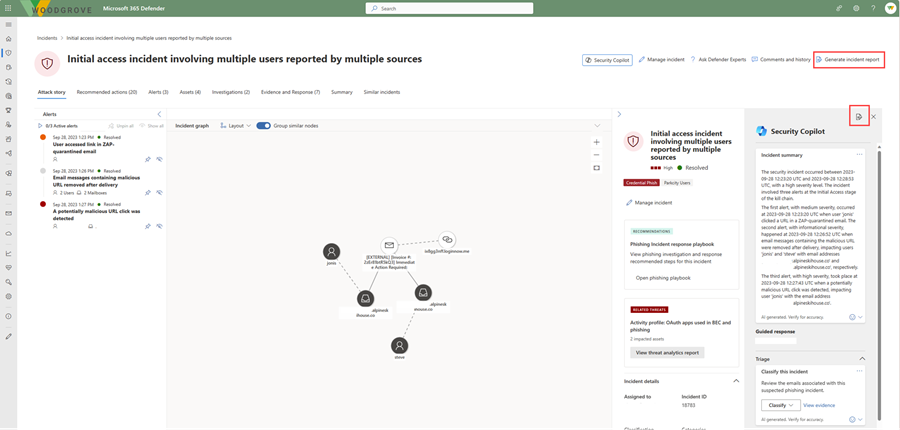 WOODGROVE
Microsoft 365 Defender
Search
Incidents > Initial access incident involving multiple users reported by multiple sources
Initial access incident involving multiple users reported by multiple sources
Security Copilot
Manage incident
Ask Defender Experts
Comments and history
Generate incident report
Attack story
Recommended actions (20)
Alerts (3)
Assets (4)
Investigations (2)
Evidence and Response (7)
Summary
Similar incidents
Alerts
0/3 Active alerts
Unpin all
Show all
Sep 28, 2023 1:23 PM Resolved
User accessed link in ZAP-
quarantined email
Sep 28, 2023 1:26 PM Resolved
Email messages containing malicious
URL removed after delivery
2 Users 2 Mailboxes
Sep 28, 2023 1:27 PM Resolved
A potentially malicious URL click was
detected
Incident graph
Layout
Group similar nodes
jonis
Action Required:
.alpinesk
ihouse.co
.alpinesk
ihouse.co
steve
Initial access incident
involving multiple users
reported by multiple
sources
High
Resolved
Credential Phish
Parkcity Users
Manage incident
RECOMMENDATIONS
Phishing Incident response playbook
View phishing investigation and response
recommended steps for this incident
Open phishing playbook
RELATED THREATS
Activity profile: OAuth apps used in BEC and
phishing
2 impacted assets
View threat analytics report
Incident details
Assigned to
Incident ID
18783
Classification
Categories
Security Copilot
Incident summary
The security incident occurred between 2023-
09-28 12:23:20 UTC and 2023-09-28 12:28:53
UTC, with a high severity level. The incident
involved three alerts at the Initial Access stage
of the kill chain.
The first alert, with medium severity, occurred
at 2023-09-28 12:23:20 UTC when user 'jonis'
clicked a URL in a ZAP-quarantined email. The
second alert, with informational severity,
happened at 2023-09-28 12:26:52 UTC when
email messages containing the malicious URL
were removed after delivery, impacting users
'jonis' and 'steve' with email addresses
.alpineskihouse.co' and
.alpineskihouse.co', respectively.
The third alert, with high severity, took place at
2023-09-28 12:27:43 UTC when a potentially
malicious URL click was detected, impacting
user 'jonis' with the email address
.alpineskihouse.co'.
AI generated. Verify for accuracy.
Guided response
Triage
Classify this incident
Review the emails associated with this
suspected phishing incident.
Classify
View evidence
AI generated. Verify for accuracy.